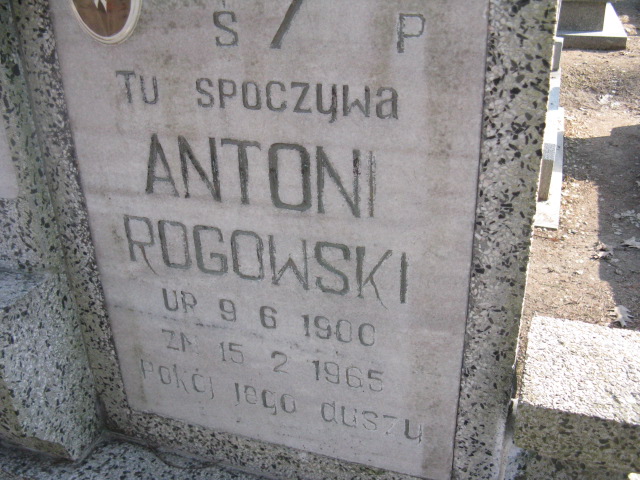 S P
TU SPOCZYWA
ANTONI
ROGOWSKI
UR 9 6 1900
ZM 15 2 1965
POKÓJ JEGO DUSZY